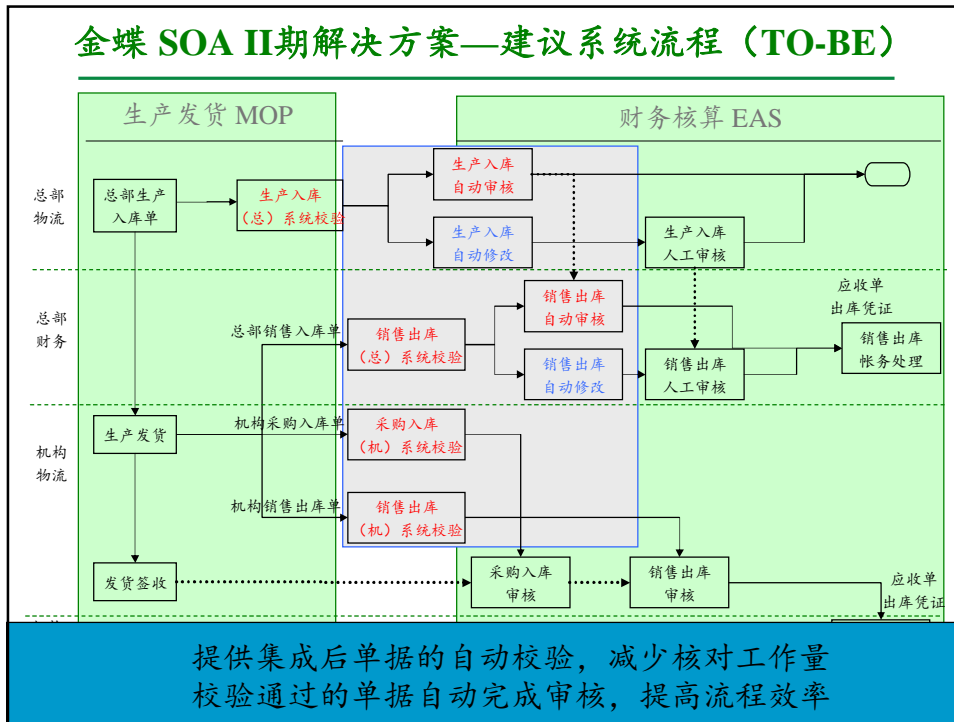 金蝶 SOA II期解决方案—建议系统流程（TO-BE）
生产发货 MOP
财务核算 EAS
总部
物流
总部生产
入库单
生产入库
（总）系统校验
生产入库
自动审核
生产入库
自动修改
生产入库
人工审核
总部
财务
总部销售入库单
销售出库
（总）系统校验
销售出库
自动审核
销售出库
自动修改
销售出库
人工审核
应收单
出库凭证
销售出库
帐务处理
机构
物流
生产发货
机构采购入库单
采购入库
（机）系统校验
机构销售出库单
销售出库
（机）系统校验
发货签收
采购入库
审核
销售出库
审核
应收单
出库凭证
提供集成后单据的自动校验，减少核对工作量
校验通过的单据自动完成审核，提高流程效率